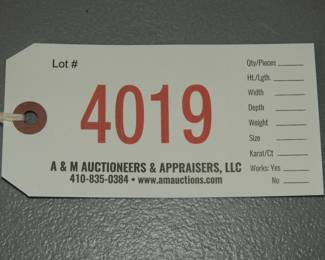 Lot #
4019
A & M AUCTIONEERS & APPRAISERS, LLC
410-835-0384 • www.amauctions.com
Qty/Pieces
Ht./Lgth.
Width
Depth
Weight
Size
Karat/Ct
Works: Yes
No